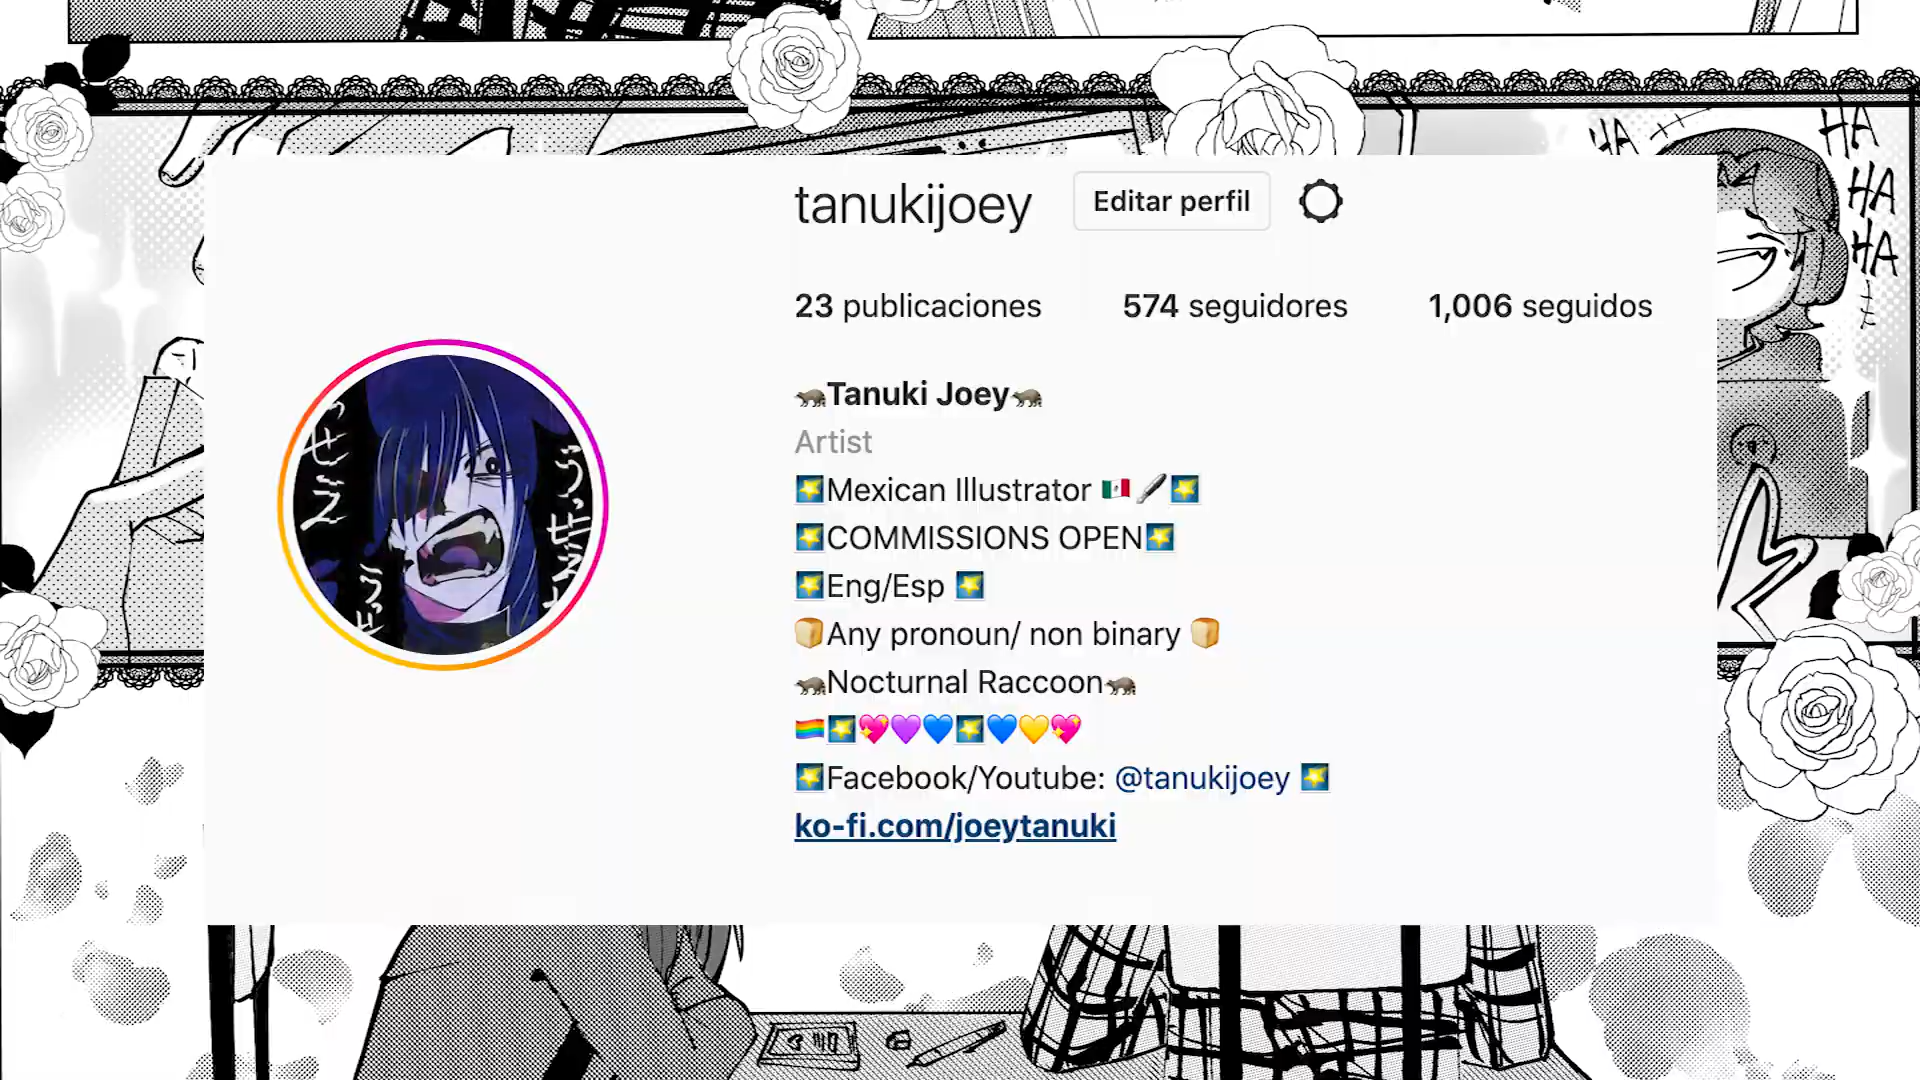 HA
HA
HA
HA
tanukijoey Editar perfil
23 publicaciones 574 seguidores 1,006 seguidos
🦝Tanuki Joey🦝
Artist
🌠Mexican Illustrator 🇲🇽🖋️🌠
🌠COMMISSIONS OPEN🌠
🌠Eng/Esp 🌠
🍞Any pronoun/ non binary 🍞
🦝Nocturnal Raccoon🦝
🏳️‍🌈🌠💖💜💙🌠💙💛💖
🌠Facebook/Youtube: @tanukijoey 🌠
ko-fi.com/joeytanuki